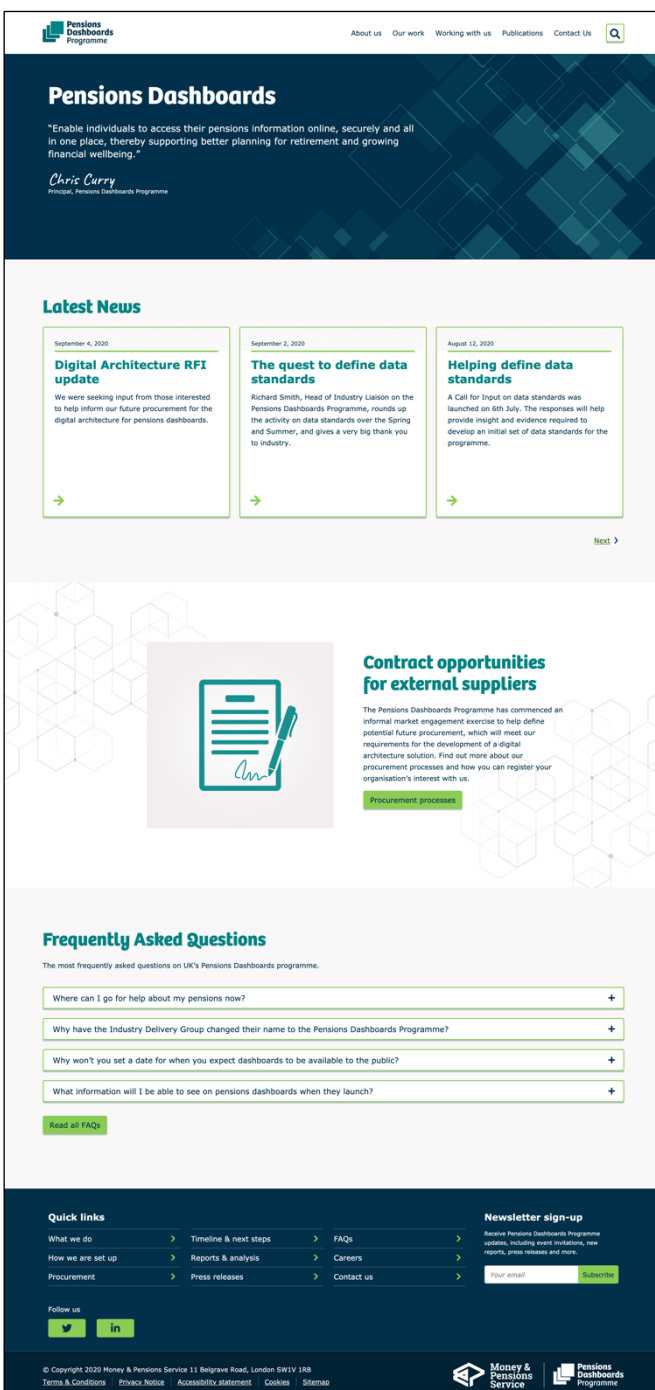 Pensions
Dashboards
Programme
About us Our work Working with us Publications Contact Us
Pensions Dashboards
“Enable individuals to access their pensions information online, securely and all
in one place, thereby supporting better planning for retirement and growing
financial wellbeing.”
Chris Curry
Principal, Pensions Dashboards Programme
Latest News
September 4, 2020
Digital Architecture RFI
update
We were seeking input from those interested
to help inform our future procurement for the
digital architecture for pensions dashboards.
September 2, 2020
The quest to define data
standards
Richard Smith, Head of Industry Liaison on the
Pensions Dashboards Programme, rounds up
the activity on data standards over the Spring
and Summer, and gives a very big thank you
to industry.
August 12, 2020
Helping define data
standards
A Call for Input on data standards was
launched on 6th July. The responses will help
provide insight and evidence required to
develop an initial set of data standards for the
programme.
Next
Contract opportunities
for external suppliers
The Pensions Dashboards Programme has commenced an
informal market engagement exercise to help define
potential future procurement, which will meet our
requirements for the development of a digital
architecture solution. Find out more about our
procurement processes and how you can register your
organisation’s interest with us.
Procurement processes
Frequently Asked Questions
The most frequently asked questions on UK’s Pensions Dashboards programme.
Where can I go for help about my pensions now? +
Why have the Industry Delivery Group changed their name to the Pensions Dashboards Programme? +
Why won’t you set a date for when you expect dashboards to be available to the public? +
What information will I be able to see on pensions dashboards when they launch? +
Read all FAQs
Quick links
What we do
How we are set up
Procurement
Timeline & next steps
Reports & analysis
Press releases
FAQs
Careers
Contact us
Newsletter sign-up
Receive Pensions Dashboards Programme
updates, including event invitations, new
reports, press releases and more.
Your email Subscribe
Follow us
in
© Copyright 2020 Money & Pensions Service 11 Belgrave Road, London SW1V 1RB
Terms & Conditions Privacy Notice Accessibility statement Cookies Sitemap
Money &
Pensions
Service
Pensions
Dashboards
Programme